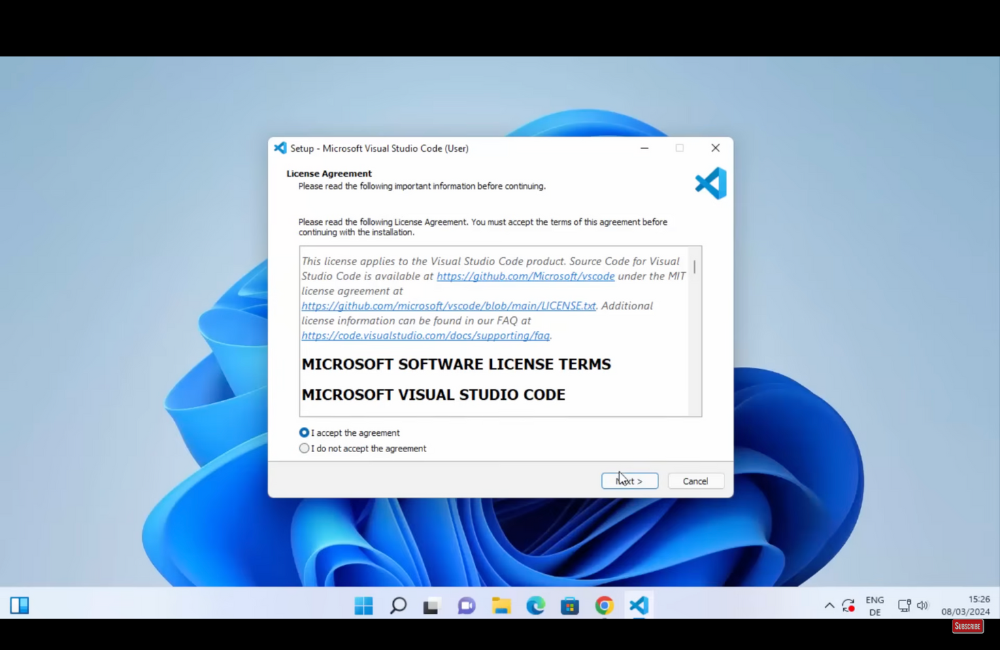 Setup - Microsoft Visual Studio Code (User)
License Agreement
Please read the following important information before continuing.
Please read the following License Agreement. You must accept the terms of this agreement before
continuing with the installation.
This license applies to the Visual Studio Code product. Source Code for Visual
Studio Code is available at https://github.com/Microsoft/vscode under the MIT
license agreement at
https://github.com/microsoft/vscode/blob/main/LICENSE.txt. Additional
license information can be found in our FAQ at
https://code.visualstudio.com/docs/supporting/faq.
MICROSOFT SOFTWARE LICENSE TERMS
MICROSOFT VISUAL STUDIO CODE
I accept the agreement
I do not accept the agreement
Next >
Cancel
ENG
DE
15:26
08/03/2024
SUBSCRIBE